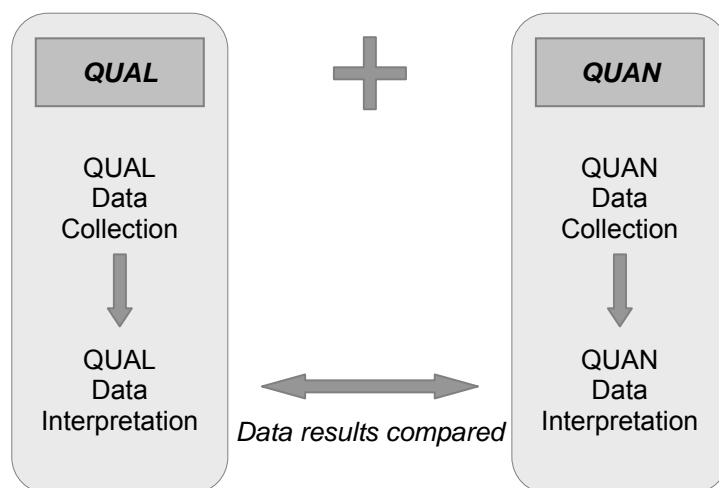 QUAL
QUAL
Data
Collection
QUAL
Data
Interpretation
Data results compared
QUAN
QUAN
Data
Collection
QUAN
Data
Interpretation